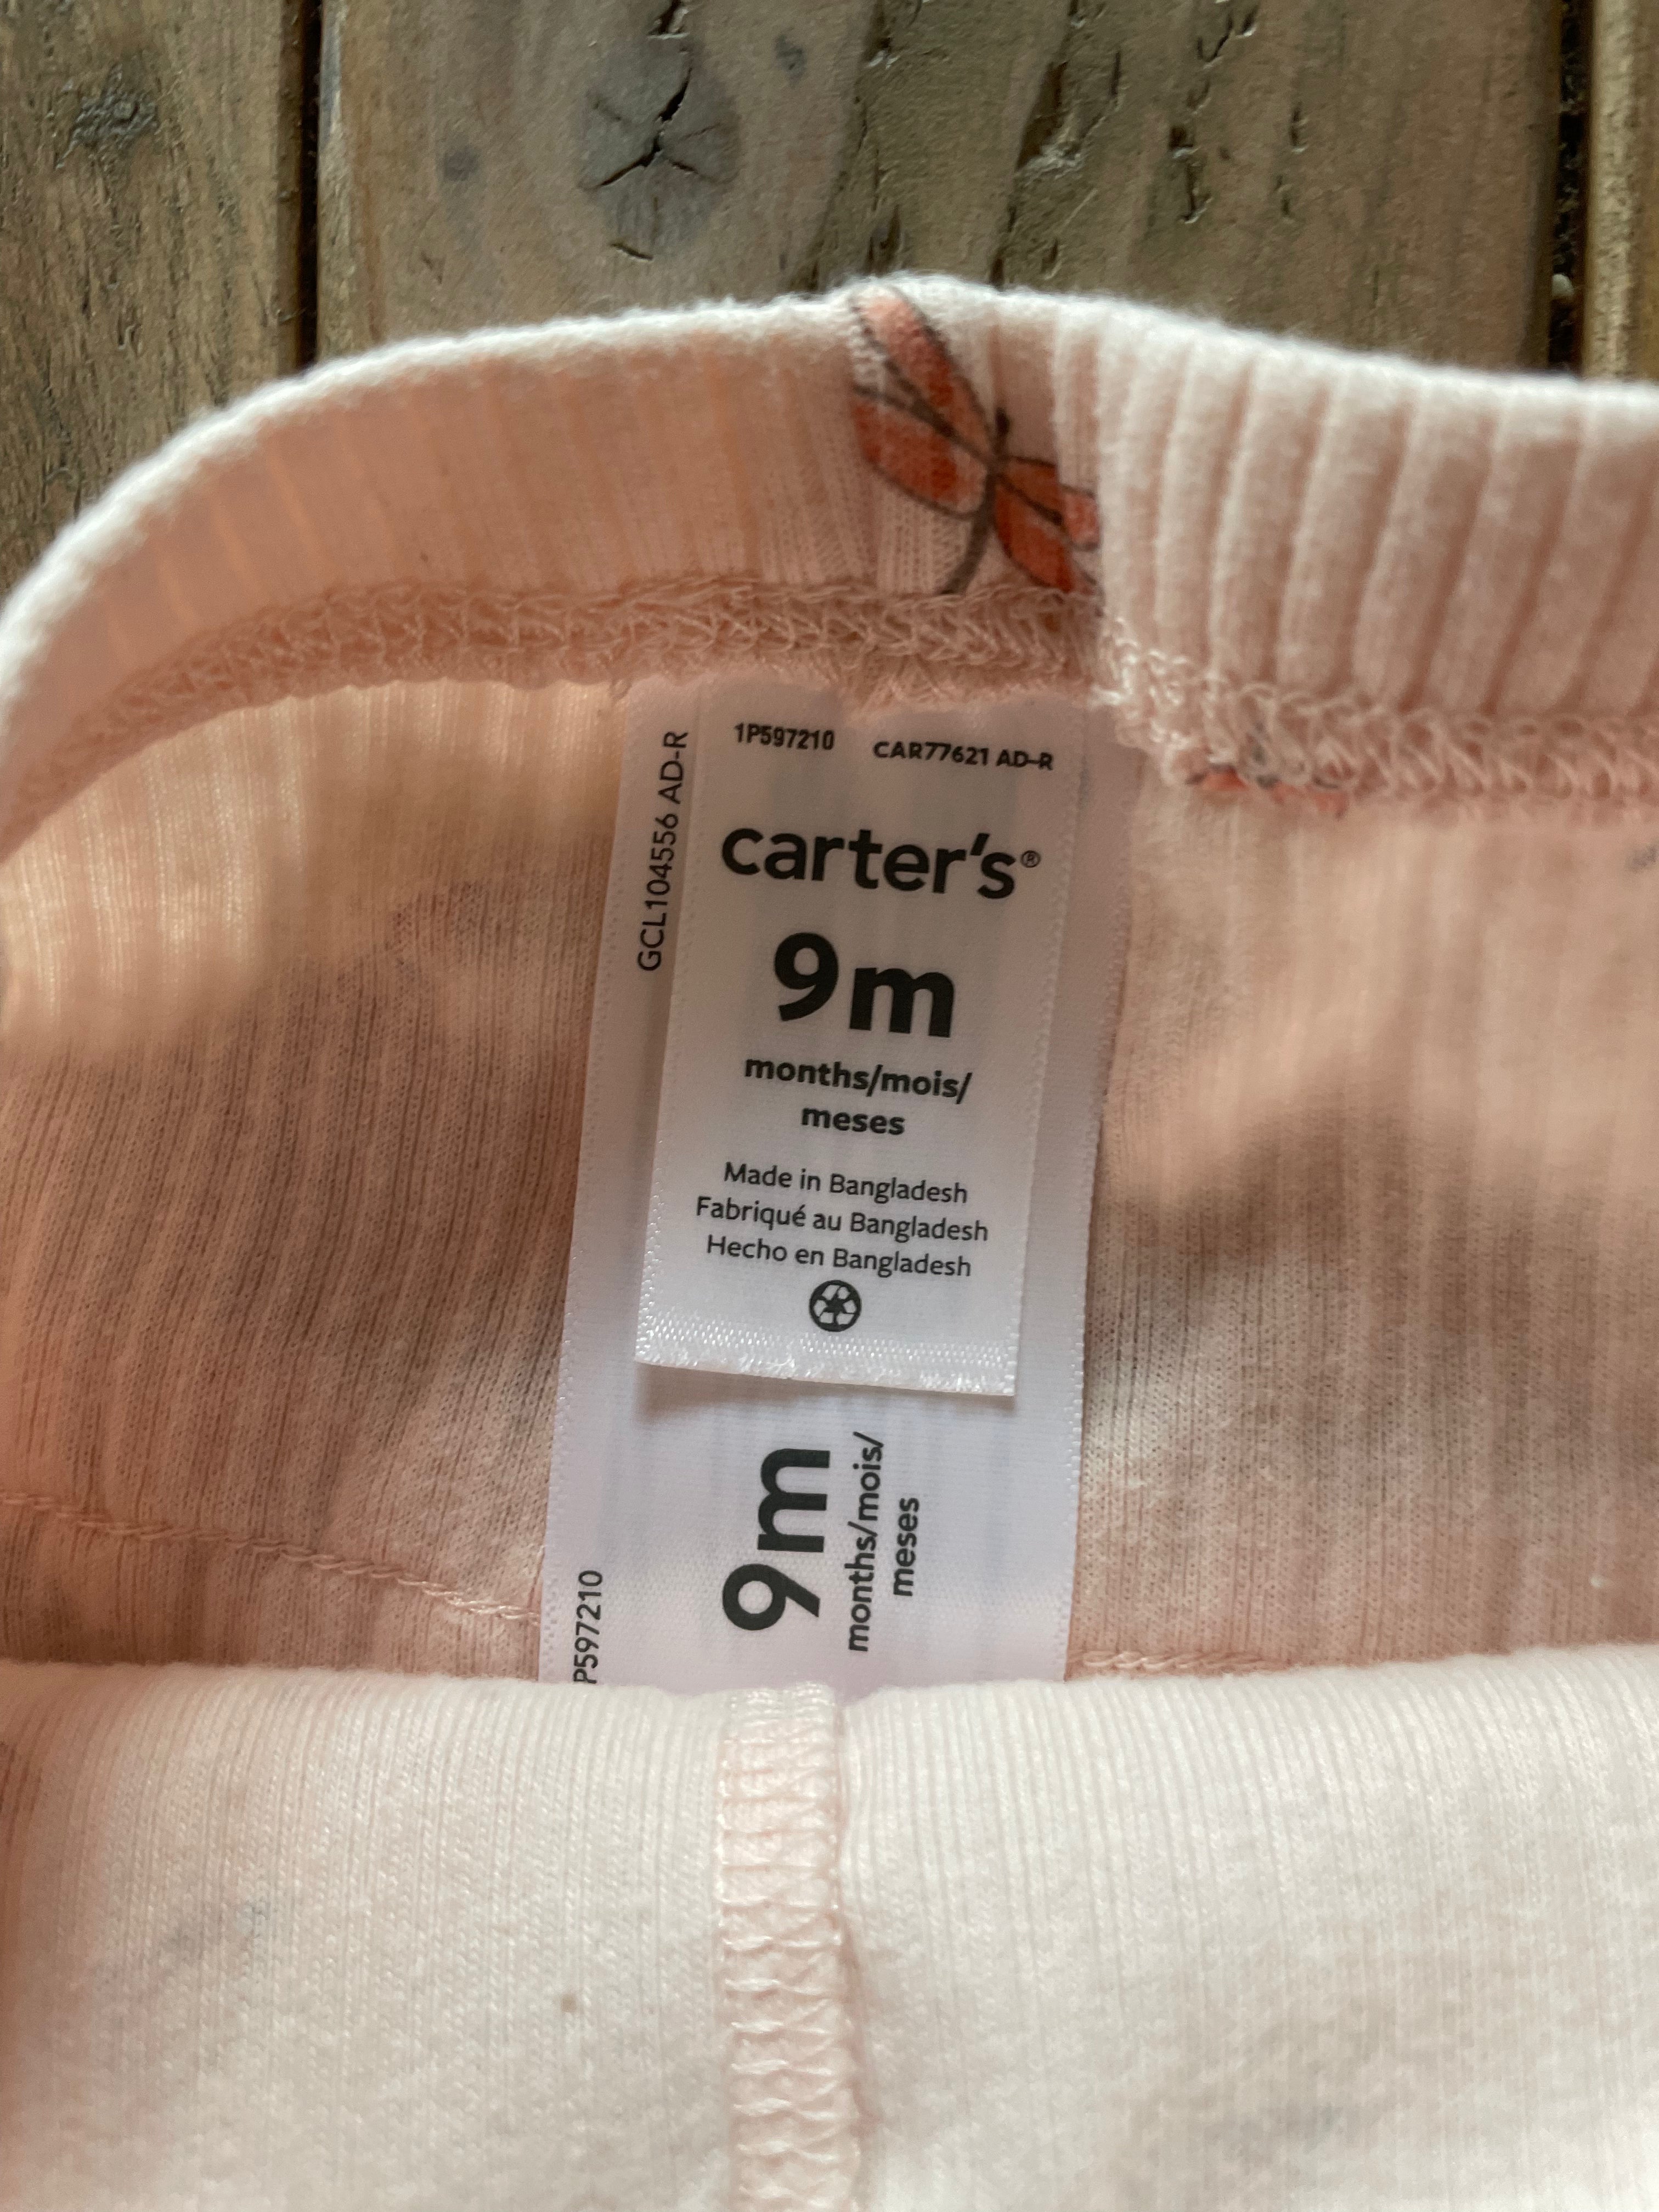 1P597210 CAR77621 AD-R
carter's®
9m
months/mois/
meses
Made in Bangladesh
Fabriqué au Bangladesh
Hecho en Bangladesh
GCL104556 AD-R
P597210
9m
months/mois/
meses